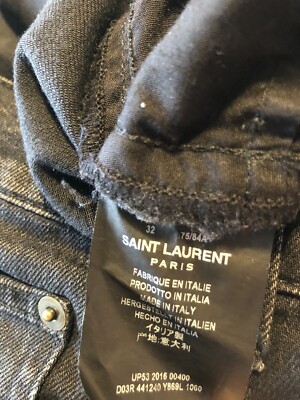 32 75/84A
SAINT LAURENT
PARIS
FABRIQUE EN ITALIE
PRODOTTO IN ITALIA
MADE IN ITALY
HERGESTELLT IN ITALIEN
HECHO EN ITALIA
イタリア製
地:意大利
UP53 2016 00400
D03R 441240 Y869L 1060